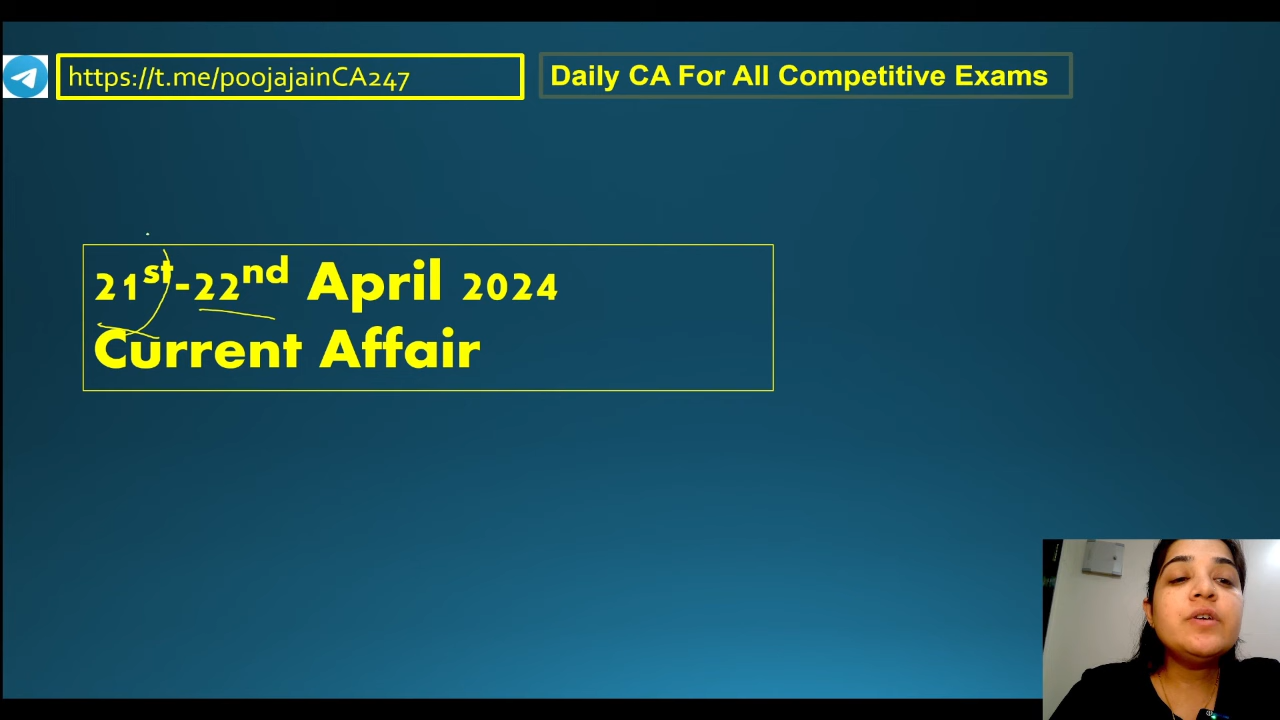 https://t.me/poojajainCA247
Daily CA For All Competitive Exams
21st-22nd April 2024
Current Affair